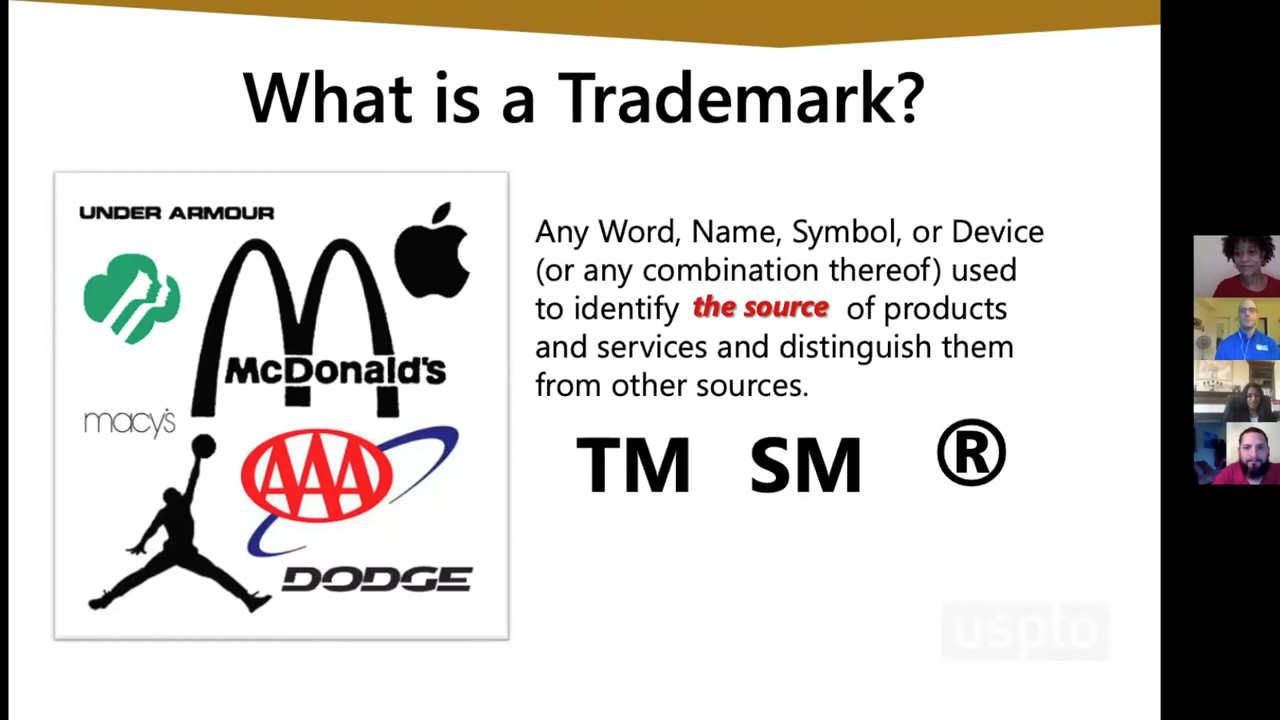 What is a Trademark?
UNDER ARMOUR
McDonald's
macy's
AAA
DODGE
Any Word, Name, Symbol, or Device
(or any combination thereof) used
to identify the source of products
and services and distinguish them
from other sources.
TM SM ®
uspto